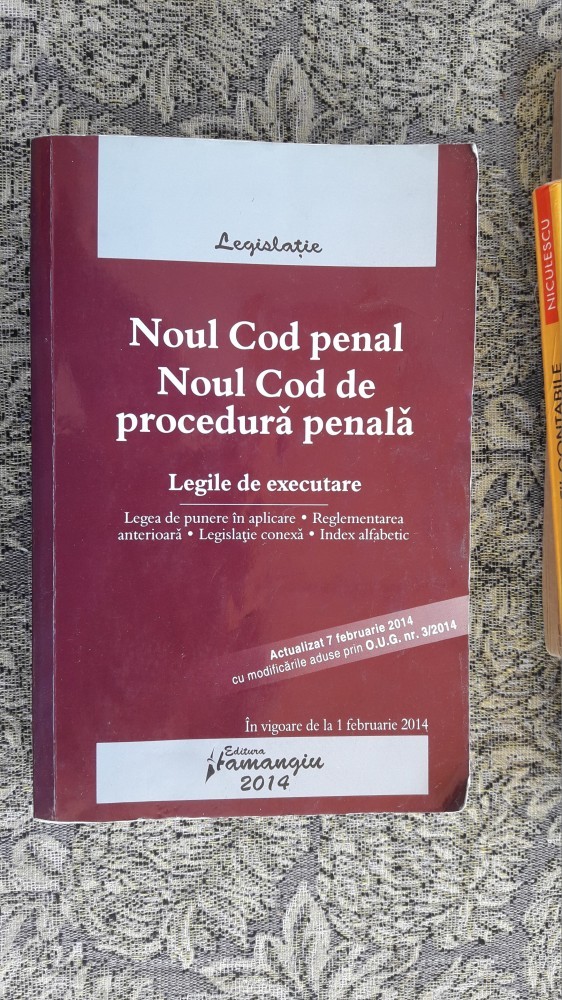 Legislaţie
Noul Cod penal
Noul Cod de
procedură penală
Legile de executare
Legea de punere în aplicare • Reglementarea
anterioară • Legislaţie conexă • Index alfabetic
Actualizat 7 februarie 2014
cu modificările aduse prin O.U.G. nr. 3/2014
În vigoare de la 1 februarie 2014
Editura
Hamangiu
2014
NICULESCU
CONTABILE